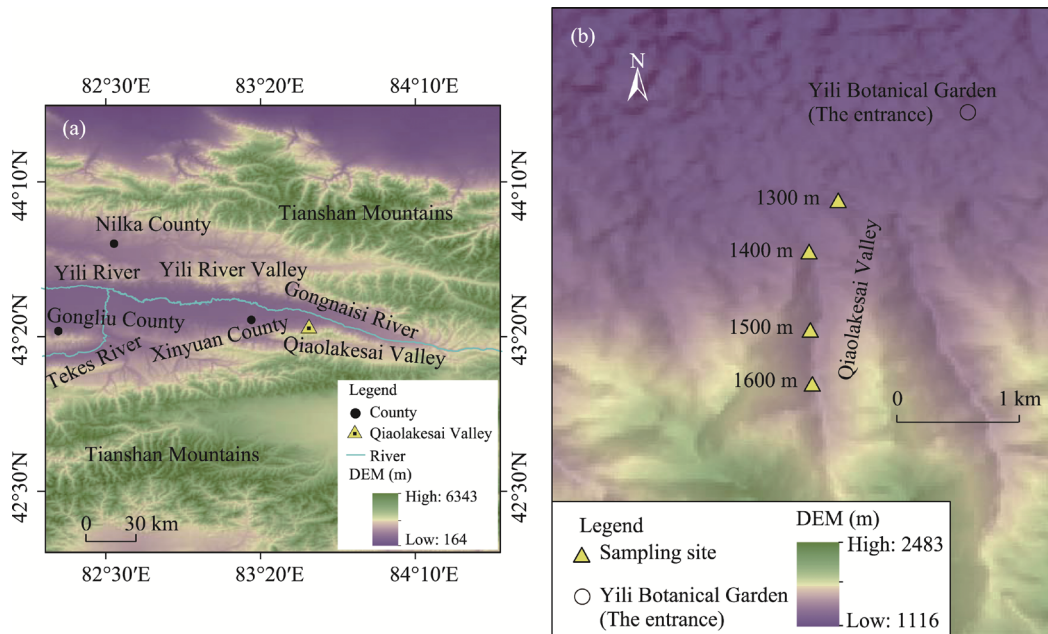 82°30′E 83°20′E 84°10′E
(a)
44°10′N
44°10′N
Tianshan Mountains
Nilka County
Yili River
Yili River Valley
Gongnaisi River
Gongliu County
43°20′N
43°20′N
Tekes River
Xinyuan County
Qiaolakesai Valley
Legend
County
Qiaolakesai Valley
River
DEM (m)
High: 6343
Low: 164
Tianshan Mountains
42°30′N
42°30′N
0 30 km
82°30′E 83°20′E 84°10′E
(b)
N
Yili Botanical Garden
(The entrance)
1300 m
1400 m
Qiaolakesai Valley
1500 m
1600 m
0 1 km
Legend
Sampling site
Yili Botanical Garden
(The entrance)
DEM (m)
High: 2483
Low: 1116